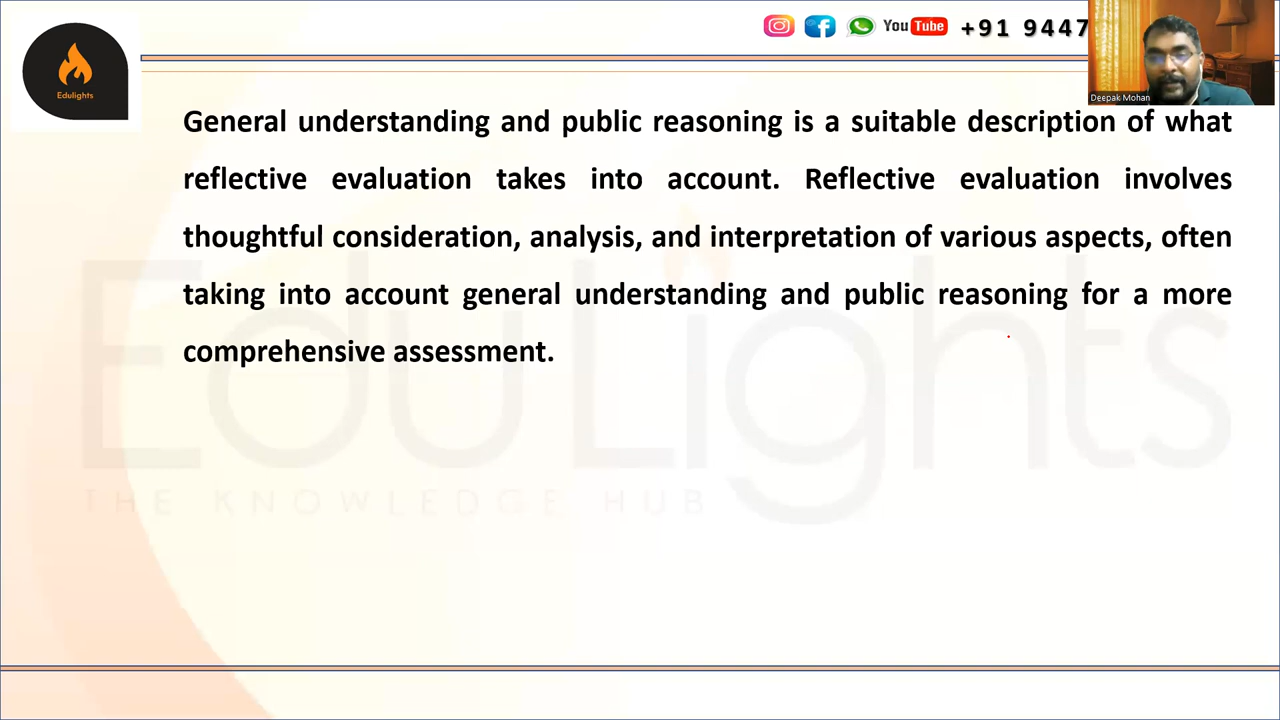 You Tube +91 9447
Deepak Mohan
Edulights
General understanding and public reasoning is a suitable description of what
reflective evaluation takes into account. Reflective evaluation involves
thoughtful consideration, analysis, and interpretation of various aspects, often
taking into account general understanding and public reasoning for a more
comprehensive assessment.
EduLights
THE KNOWLEDGE HUB